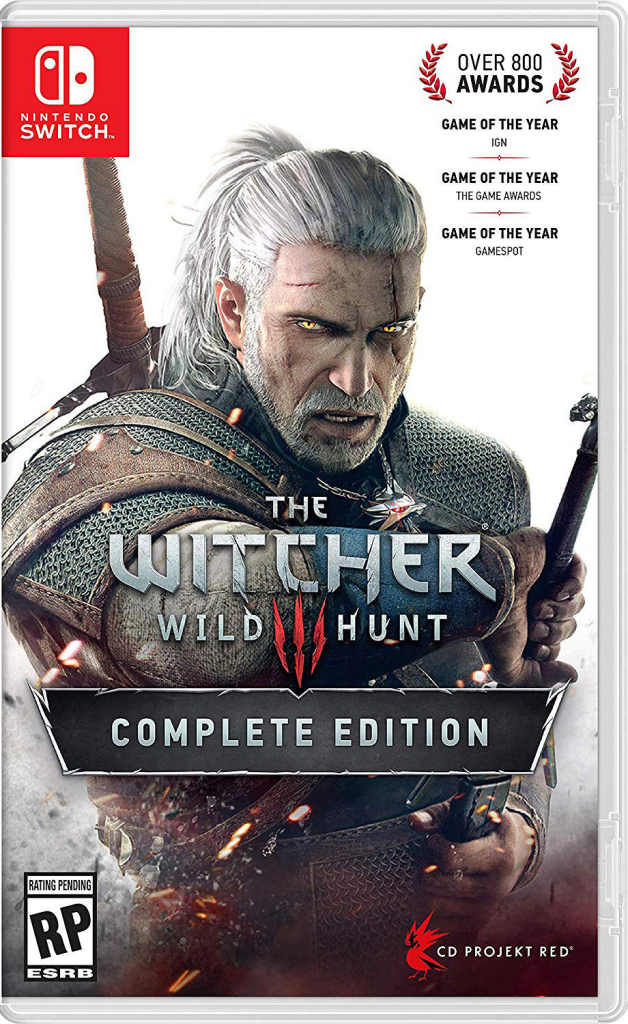 NINTENDO
SWITCH™
OVER 800
AWARDS
GAME OF THE YEAR
IGN
GAME OF THE YEAR
THE GAME AWARDS
GAME OF THE YEAR
GAMESPOT
THE
WITCHER®
WILD HUNT
COMPLETE EDITION
RATING PENDING
RP
ESRB
CD PROJEKT RED®